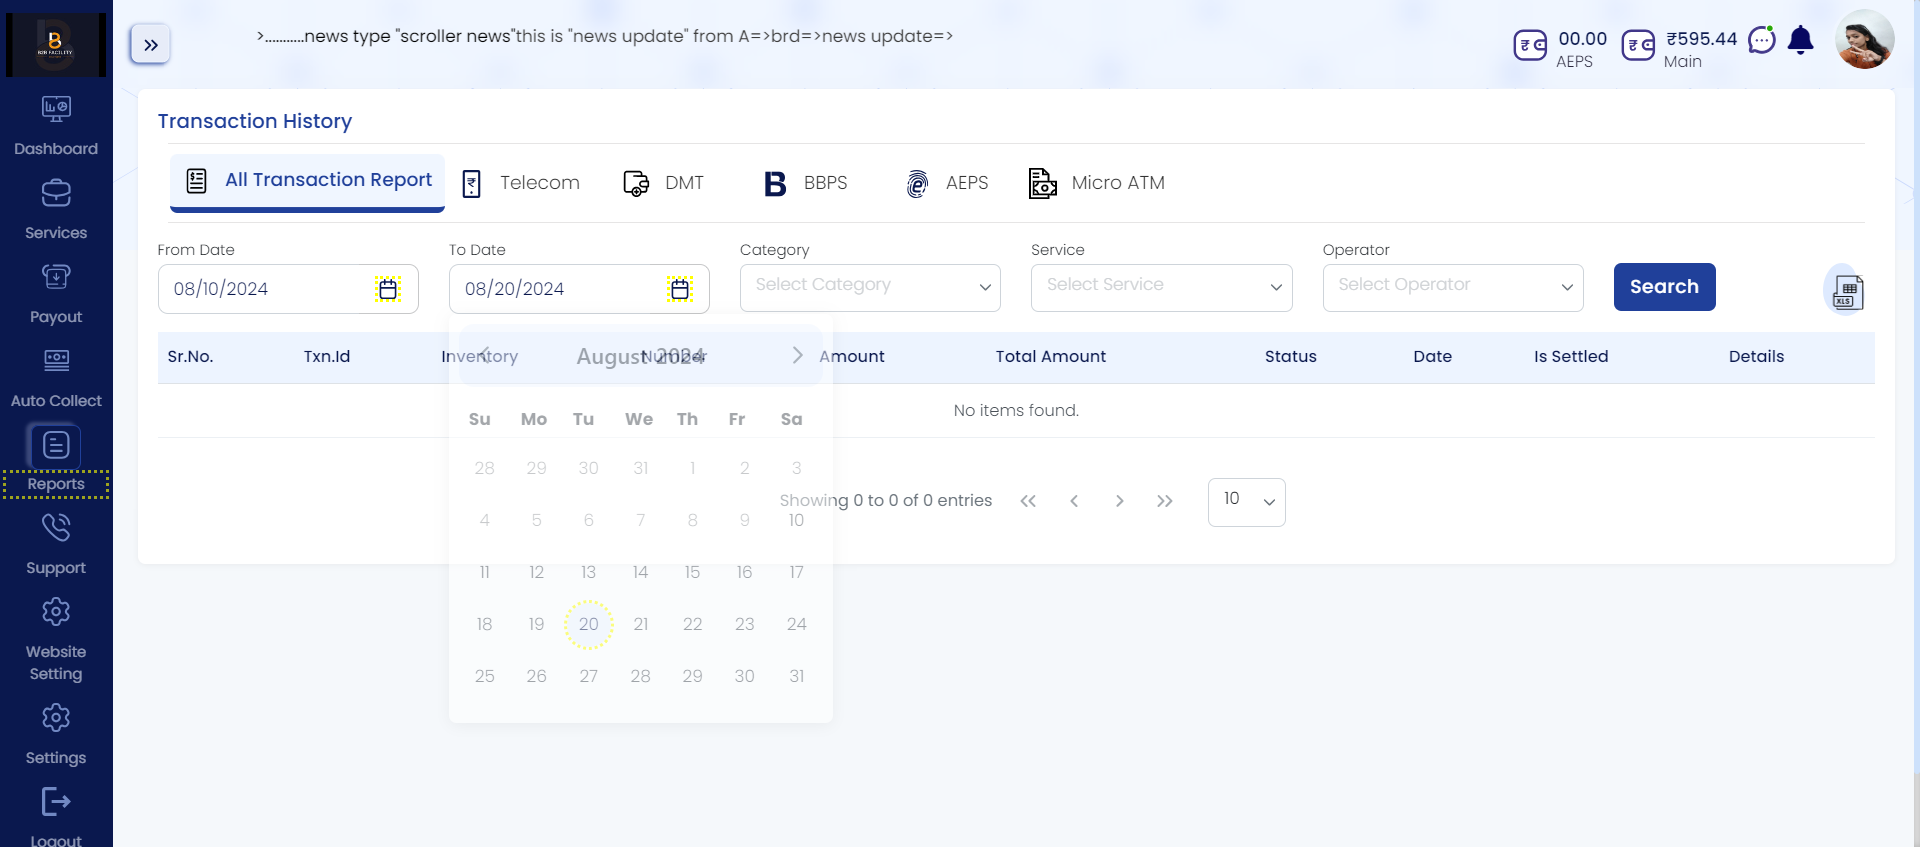 B2B FACILITY
>...........news type "scroller news"this is "news update" from A=>brd=>news update=>
₹ 00.00
AEPS
₹ ₹595.44
Main
Dashboard
Services
Payout
Auto Collect
Reports
Support
Website
Setting
Settings
Logout
Transaction History
All Transaction Report
Telecom
DMT
BBPS
AEPS
Micro ATM
From Date
To Date
Category
Service
Operator
08/10/2024
08/20/2024
Select Category
Select Service
Select Operator
Search
XLS
Sr.No.
Txn.Id
Inventory
Number
Amount
Total Amount
Status
Date
Is Settled
Details
No items found.
Showing 0 to 0 of 0 entries
10
August 2024
Su Mo Tu We Th Fr Sa
28 29 30 31 1 2 3
4 5 6 7 8 9 10
11 12 13 14 15 16 17
18 19 20 21 22 23 24
25 26 27 28 29 30 31